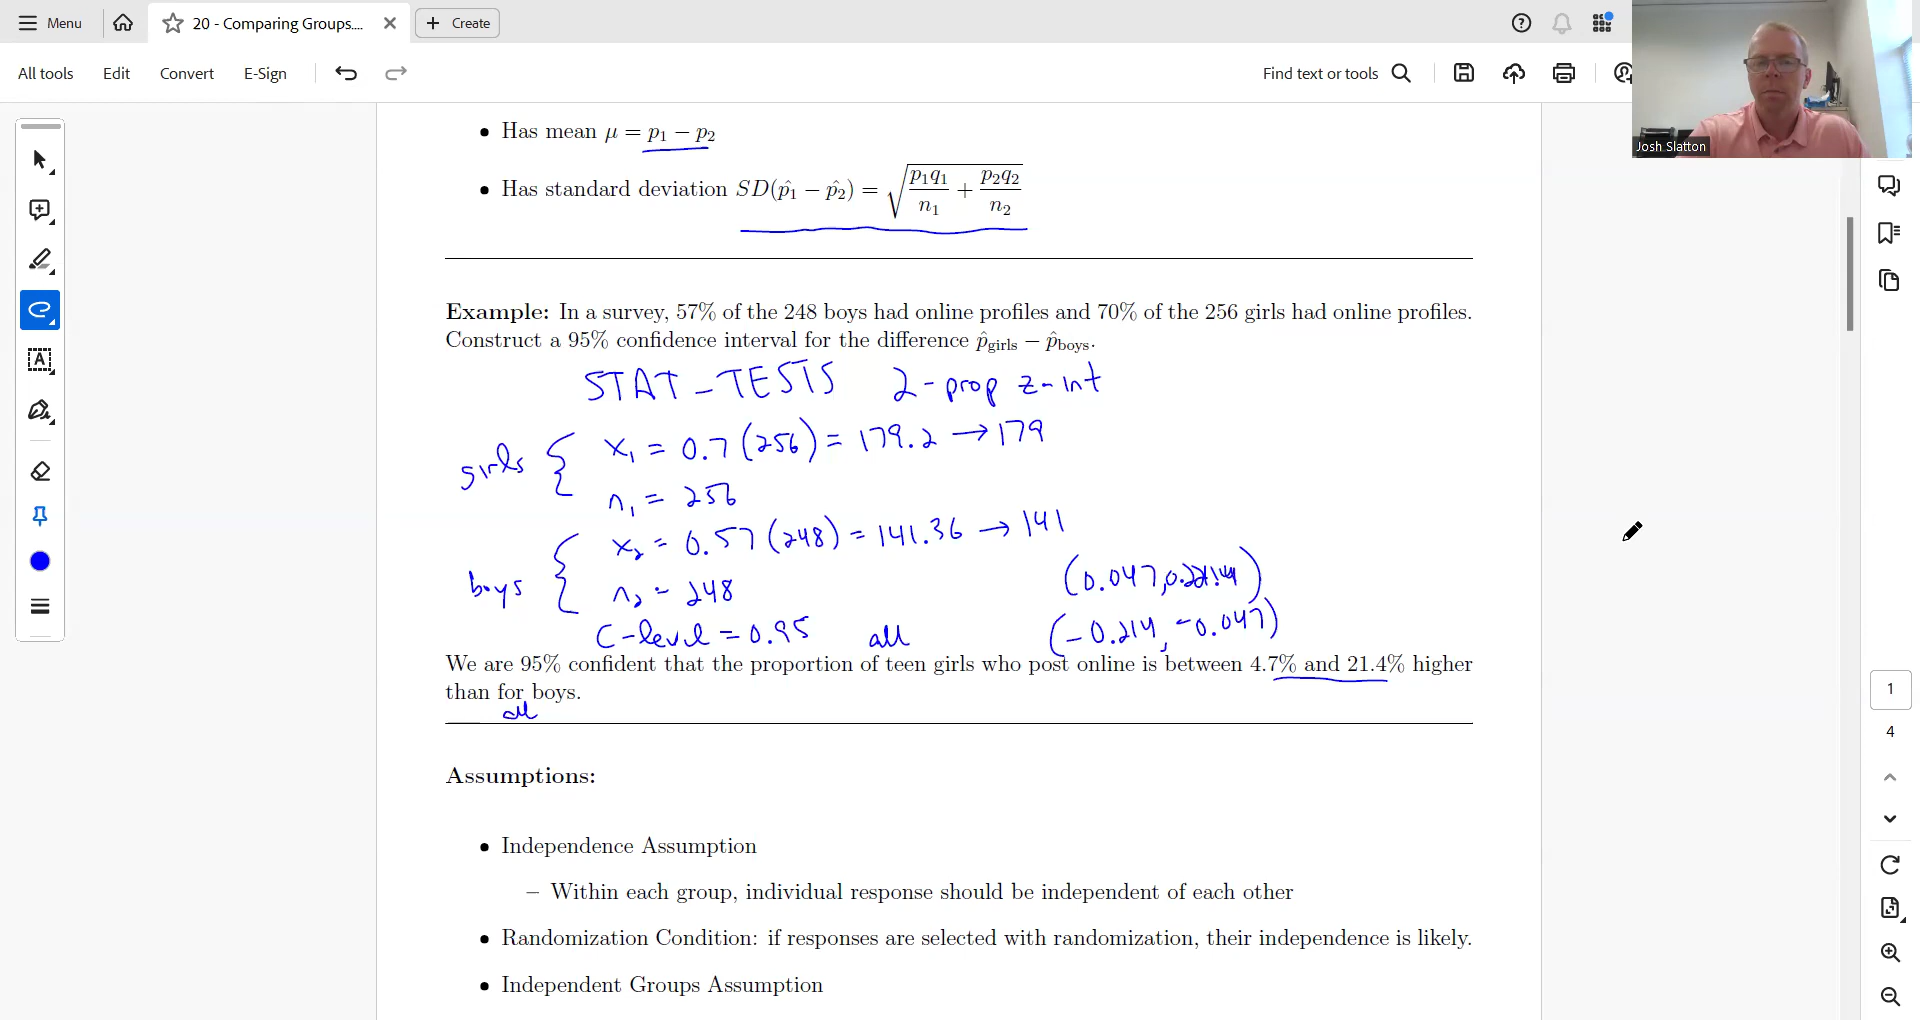 Menu
20 - Comparing Groups....
Create
All tools
Edit
Convert
E-Sign
Find text or tools
Josh Slatton
• Has mean μ = p₁ − p₂
• Has standard deviation SD(p̂₁ − p̂₂) = √(p₁q₁/n₁ + p₂q₂/n₂)
Example: In a survey, 57% of the 248 boys had online profiles and 70% of the 256 girls had online profiles.
Construct a 95% confidence interval for the difference p̂girls − p̂boys.
STAT - TESTS 2-prop z-int
girls { x₁ = 0.7 (256) = 179.2 → 179
n₁ = 256
boys { x₂ = 0.57 (248) = 141.36 → 141
n₂ = 248
(0.047,
C-level = 0.95 all (-0.214, -0.047)
We are 95% confident that the proportion of teen girls who post online is between 4.7% and 21.4% higher
than for boys.
all
Assumptions:
• Independence Assumption
– Within each group, individual response should be independent of each other
• Randomization Condition: if responses are selected with randomization, their independence is likely.
• Independent Groups Assumption
1
4